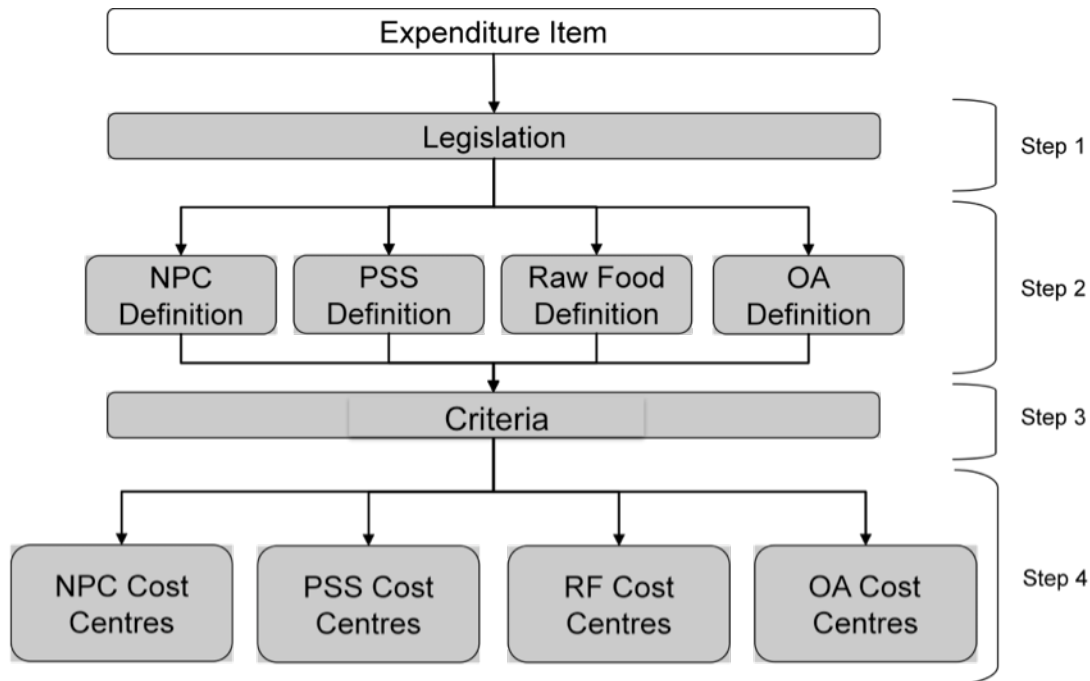 Expenditure Item
Legislation
Step 1
NPC
Definition
PSS
Definition
Raw Food
Definition
OA
Definition
Step 2
Criteria
Step 3
NPC Cost
Centres
PSS Cost
Centres
RF Cost
Centres
OA Cost
Centres
Step 4